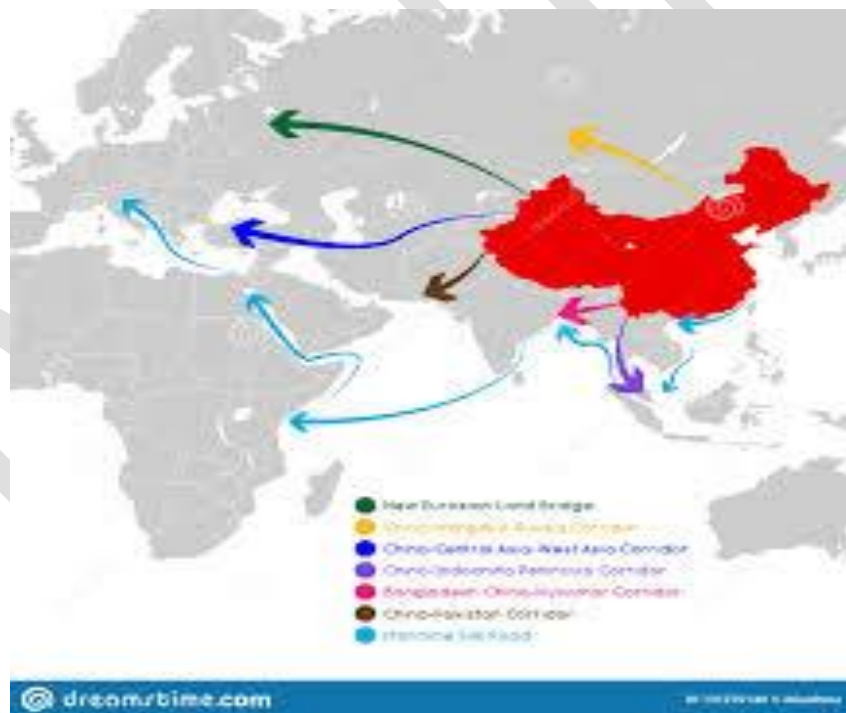 New Eurasian Land Bridge
China-Mongolia-Russia Corridor
China-Central Asia-West Asia Corridor
China-Indochina Peninsula Corridor
Bangladesh-China-Myanmar Corridor
China-Pakistan Corridor
Maritime Silk Road
dreamstime.com